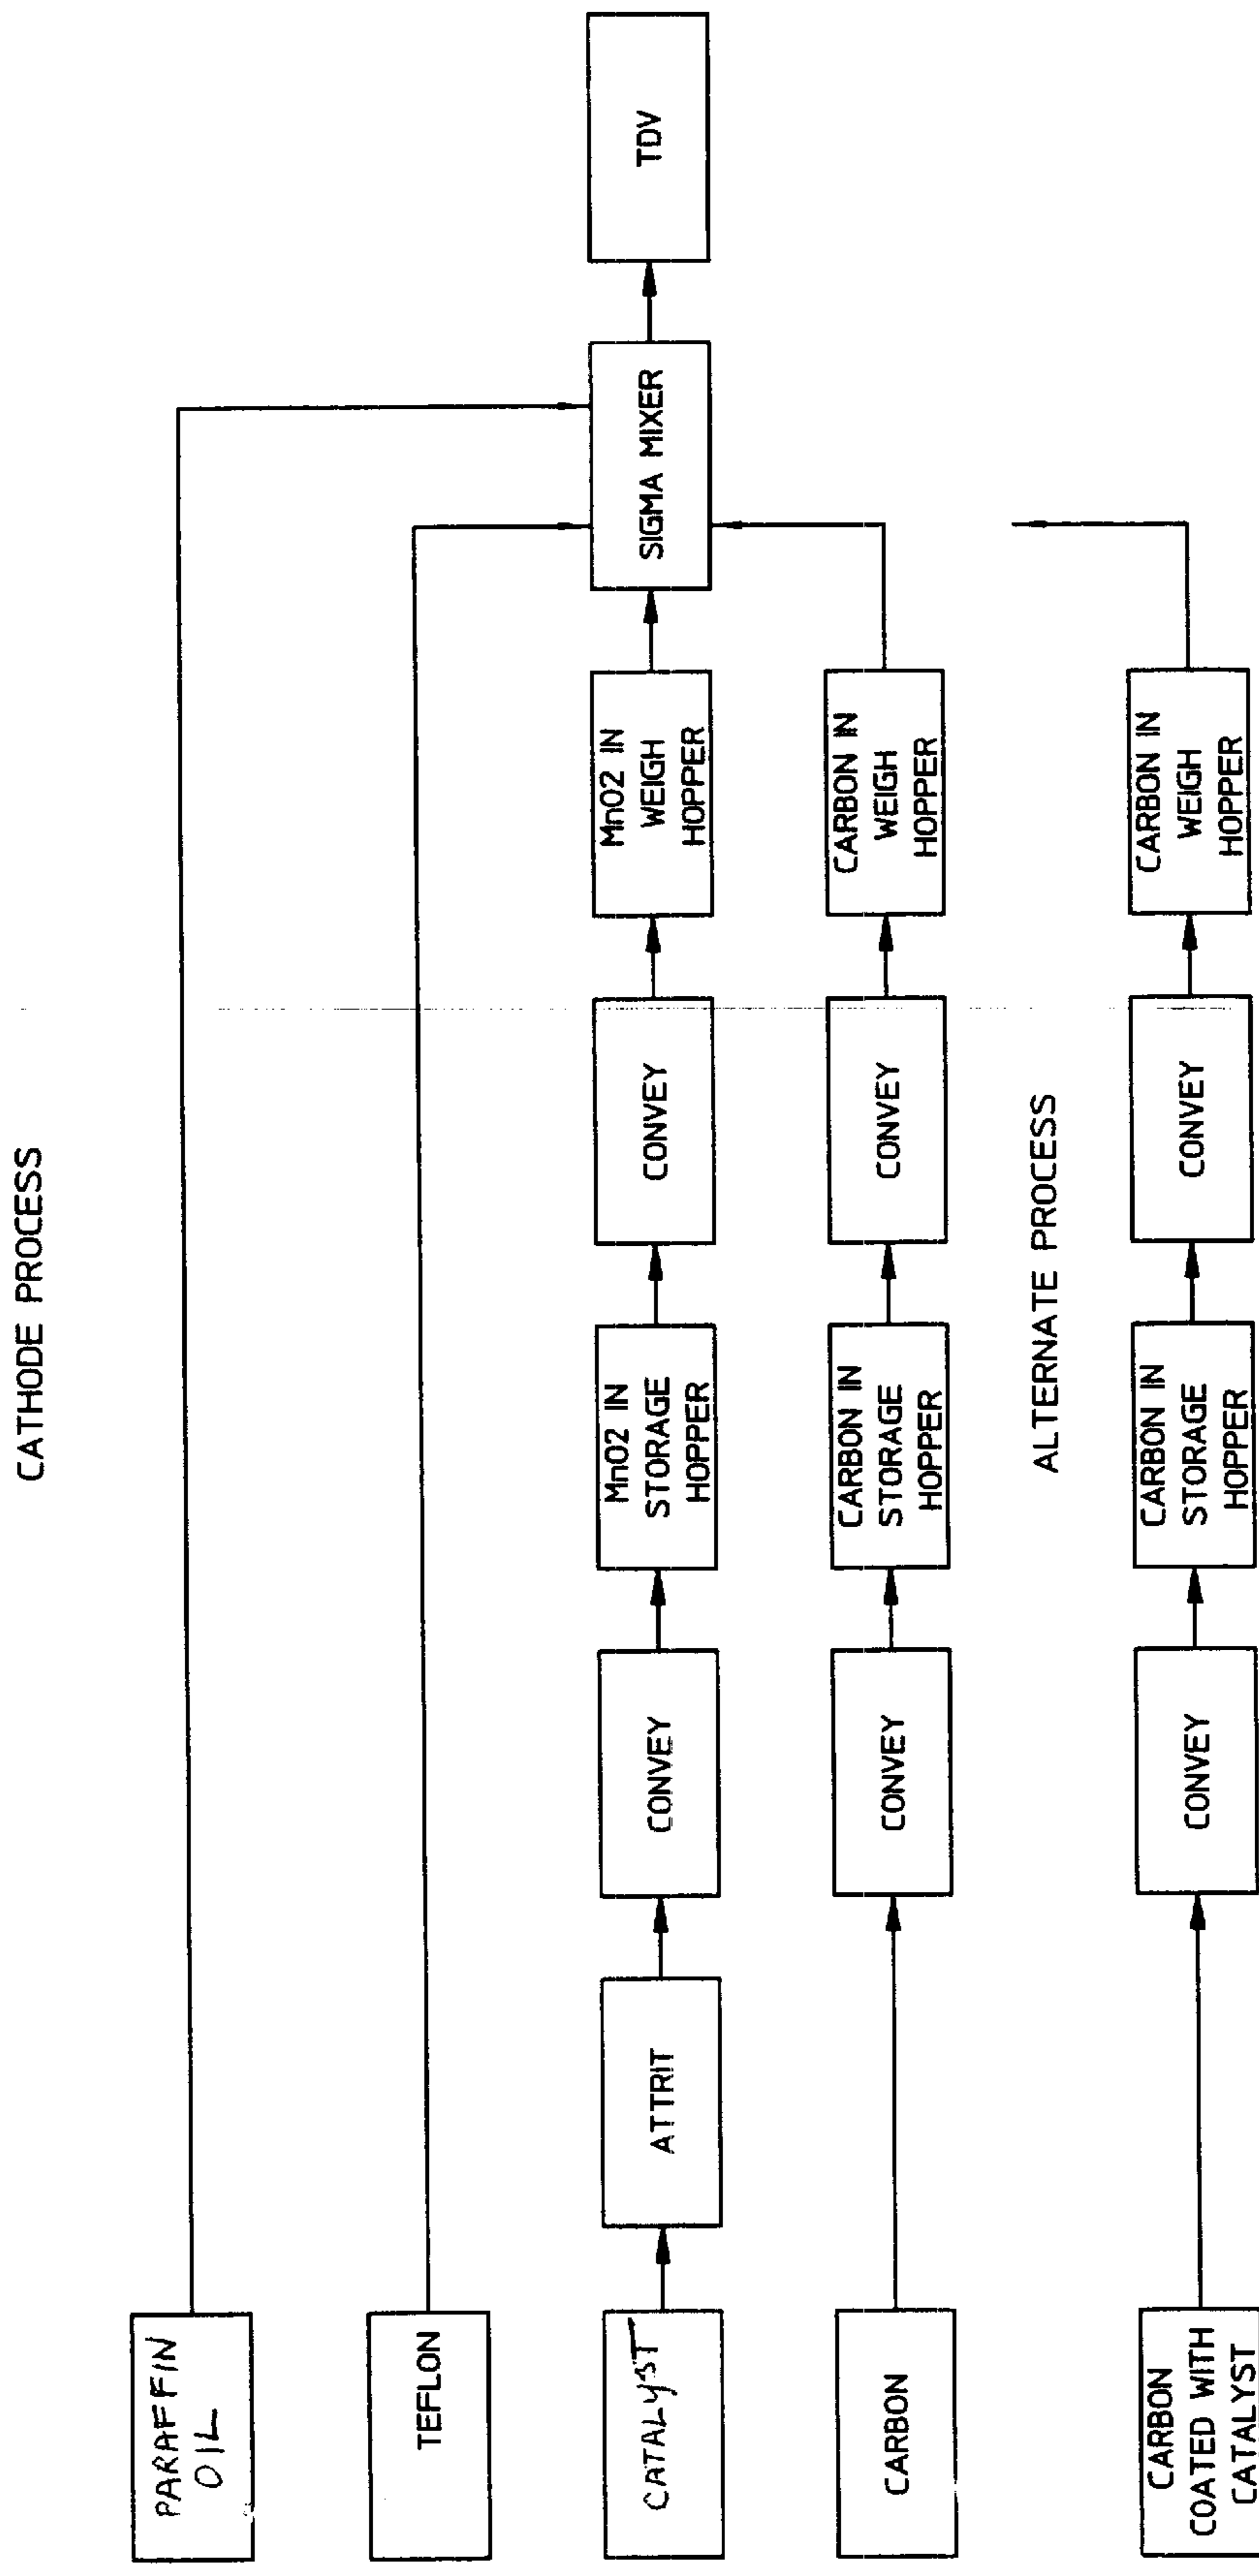 CATHODE PROCESS
PARAFFIN
OIL
TEFLON
CATALYST
ATTRIT
CONVEY
MnO2 IN
STORAGE
HOPPER
CONVEY
MnO2 IN
WEIGH
HOPPER
SIGMA MIXER
TDV
CARBON
CONVEY
CARBON IN
STORAGE
HOPPER
CONVEY
CARBON IN
WEIGH
HOPPER
ALTERNATE PROCESS
CARBON
COATED WITH
CATALYST
CONVEY
CARBON IN
STORAGE
HOPPER
CONVEY
CARBON IN
WEIGH
HOPPER